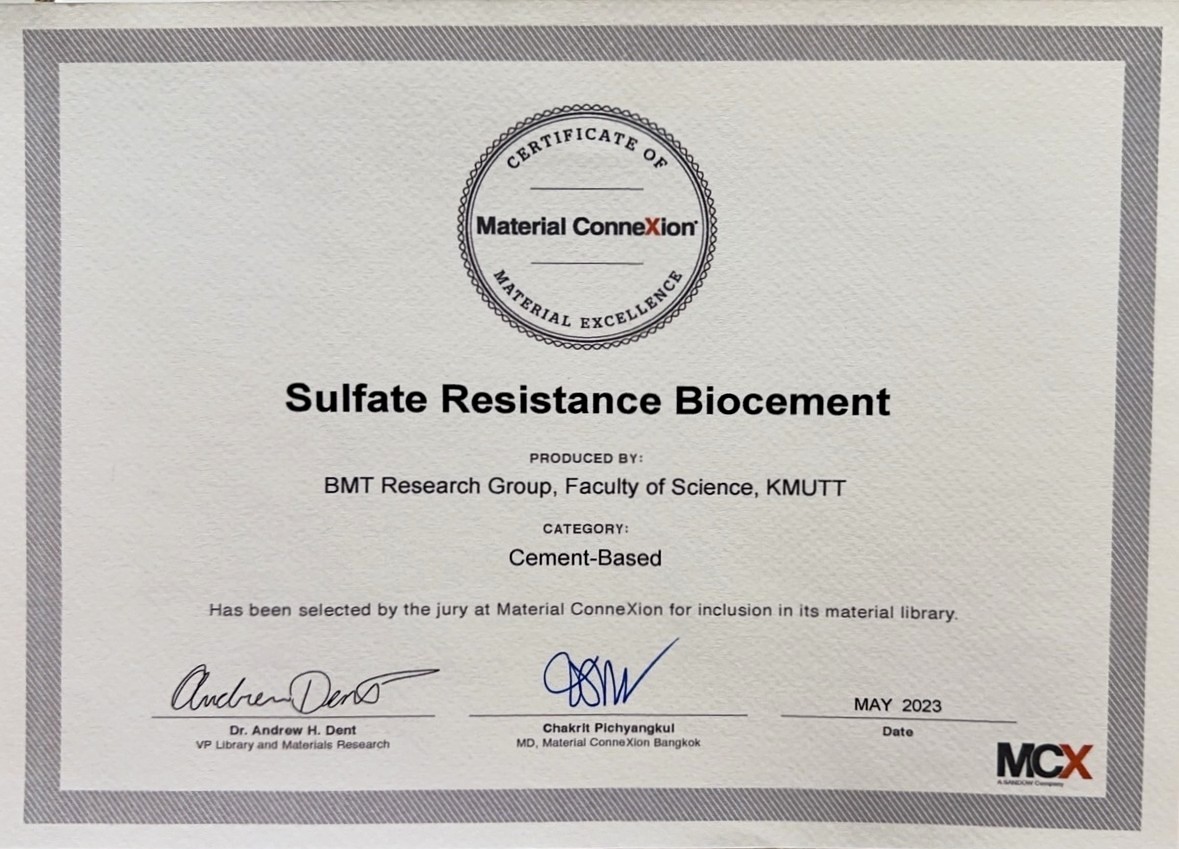 CERTIFICATE OF
Material ConneXion
MATERIAL EXCELLENCE
Sulfate Resistance Biocement
PRODUCED BY:
BMT Research Group, Faculty of Science, KMUTT
CATEGORY:
Cement-Based
Has been selected by the jury at Material ConneXion for inclusion in its material library.
Andrew Dent
MAY 2023
Dr. Andrew H. Dent
VP Library and Materials Research
Chakrit Pichyangkul
MD, Material ConneXion Bangkok
Date
MCX
A SANDOW Company